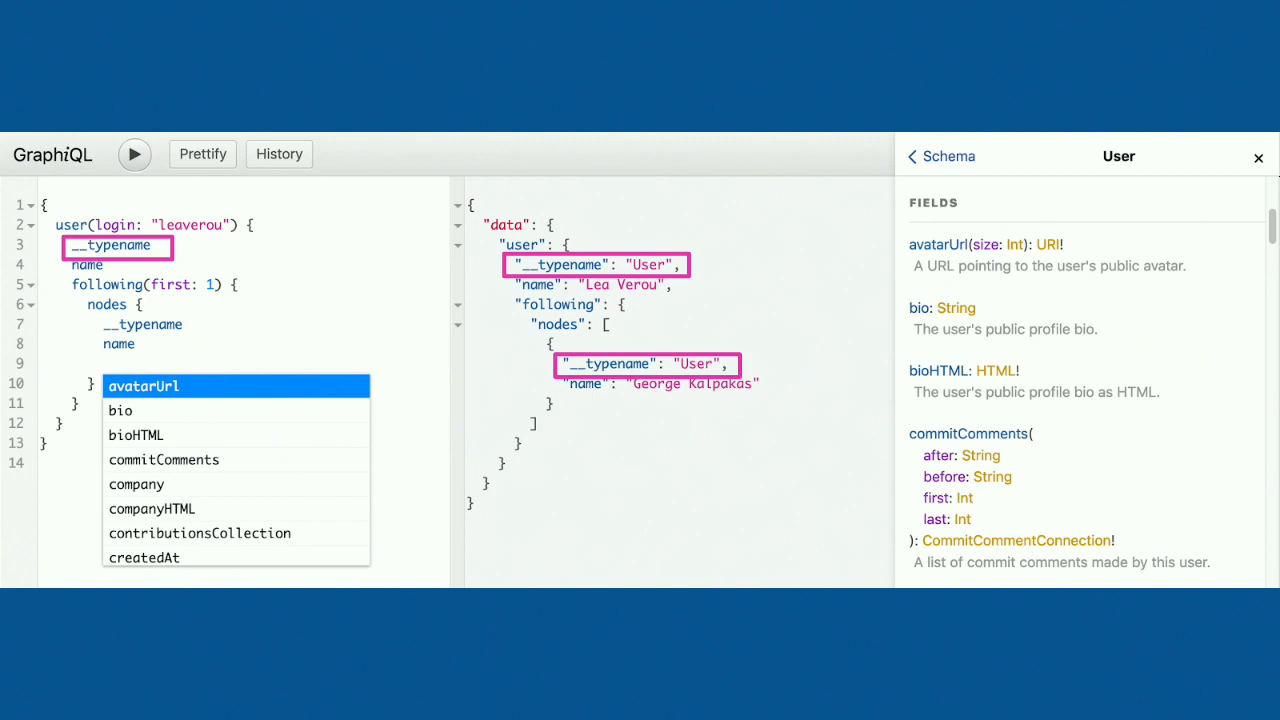 GraphiQL
Prettify
History
1 {
2 user(login: "leaverou") {
3 __typename
4 name
5 following(first: 1) {
6 nodes {
7 __typename
8 name
9
10 }
11 }
12 }
13 }
14
avatarUrl
bio
bioHTML
commitComments
company
companyHTML
contributionsCollection
createdAt
{
"data": {
"user": {
"__typename": "User",
"name": "Lea Verou",
"following": {
"nodes": [
{
"__typename": "User",
"name": "George Kalpakas"
}
]
}
}
}
}
Schema
User
×
FIELDS
avatarUrl(size: Int): URI!
A URL pointing to the user's public avatar.
bio: String
The user's public profile bio.
bioHTML: HTML!
The user's public profile bio as HTML.
commitComments(
after: String
before: String
first: Int
last: Int
): CommitCommentConnection!
A list of commit comments made by this user.